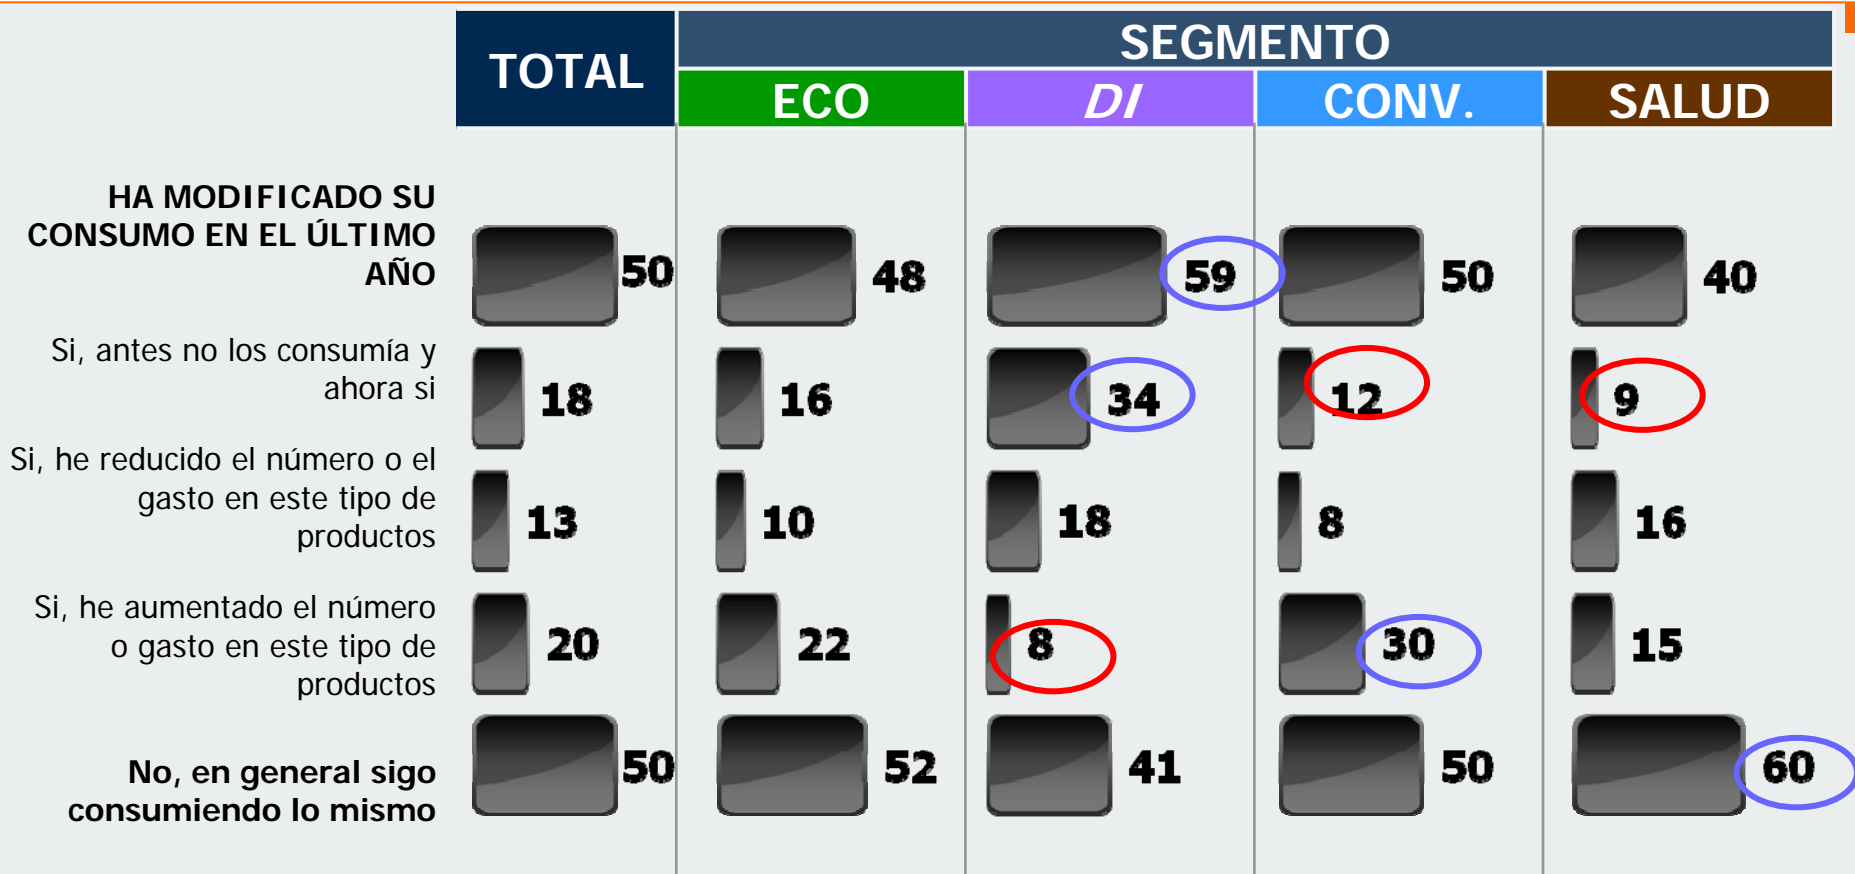 TOTAL
SEGMENTO
ECO
DI
CONV.
SALUD
HA MODIFICADO SU
CONSUMO EN EL ÚLTIMO
AÑO
50
48
59
50
40
Si, antes no los consumía y
ahora si
18
16
34
12
9
Si, he reducido el número o el
gasto en este tipo de
productos
13
10
18
8
16
Si, he aumentado el número
o gasto en este tipo de
productos
20
22
8
30
15
No, en general sigo
consumiendo lo mismo
50
52
41
50
60